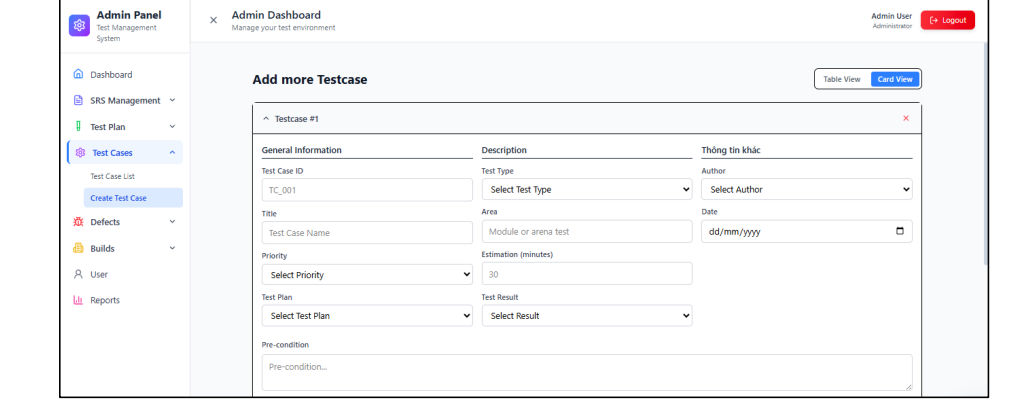 Admin Panel
Test Management
System
Admin Dashboard
Manage your test environment
Admin User
Administrator
Logout
Dashboard
SRS Management
Test Plan
Test Cases
Test Case List
Create Test Case
Defects
Builds
User
Reports
Add more Testcase
Table View
Card View
Testcase #1
General Information
Description
Thông tin khác
Test Case ID
Test Type
Author
TC_001
Select Test Type
Select Author
Title
Area
Date
Test Case Name
Module or arena test
dd/mm/yyyy
Priority
Estimation (minutes)
Select Priority
30
Test Plan
Test Result
Select Test Plan
Select Result
Pre-condition
Pre-condition...